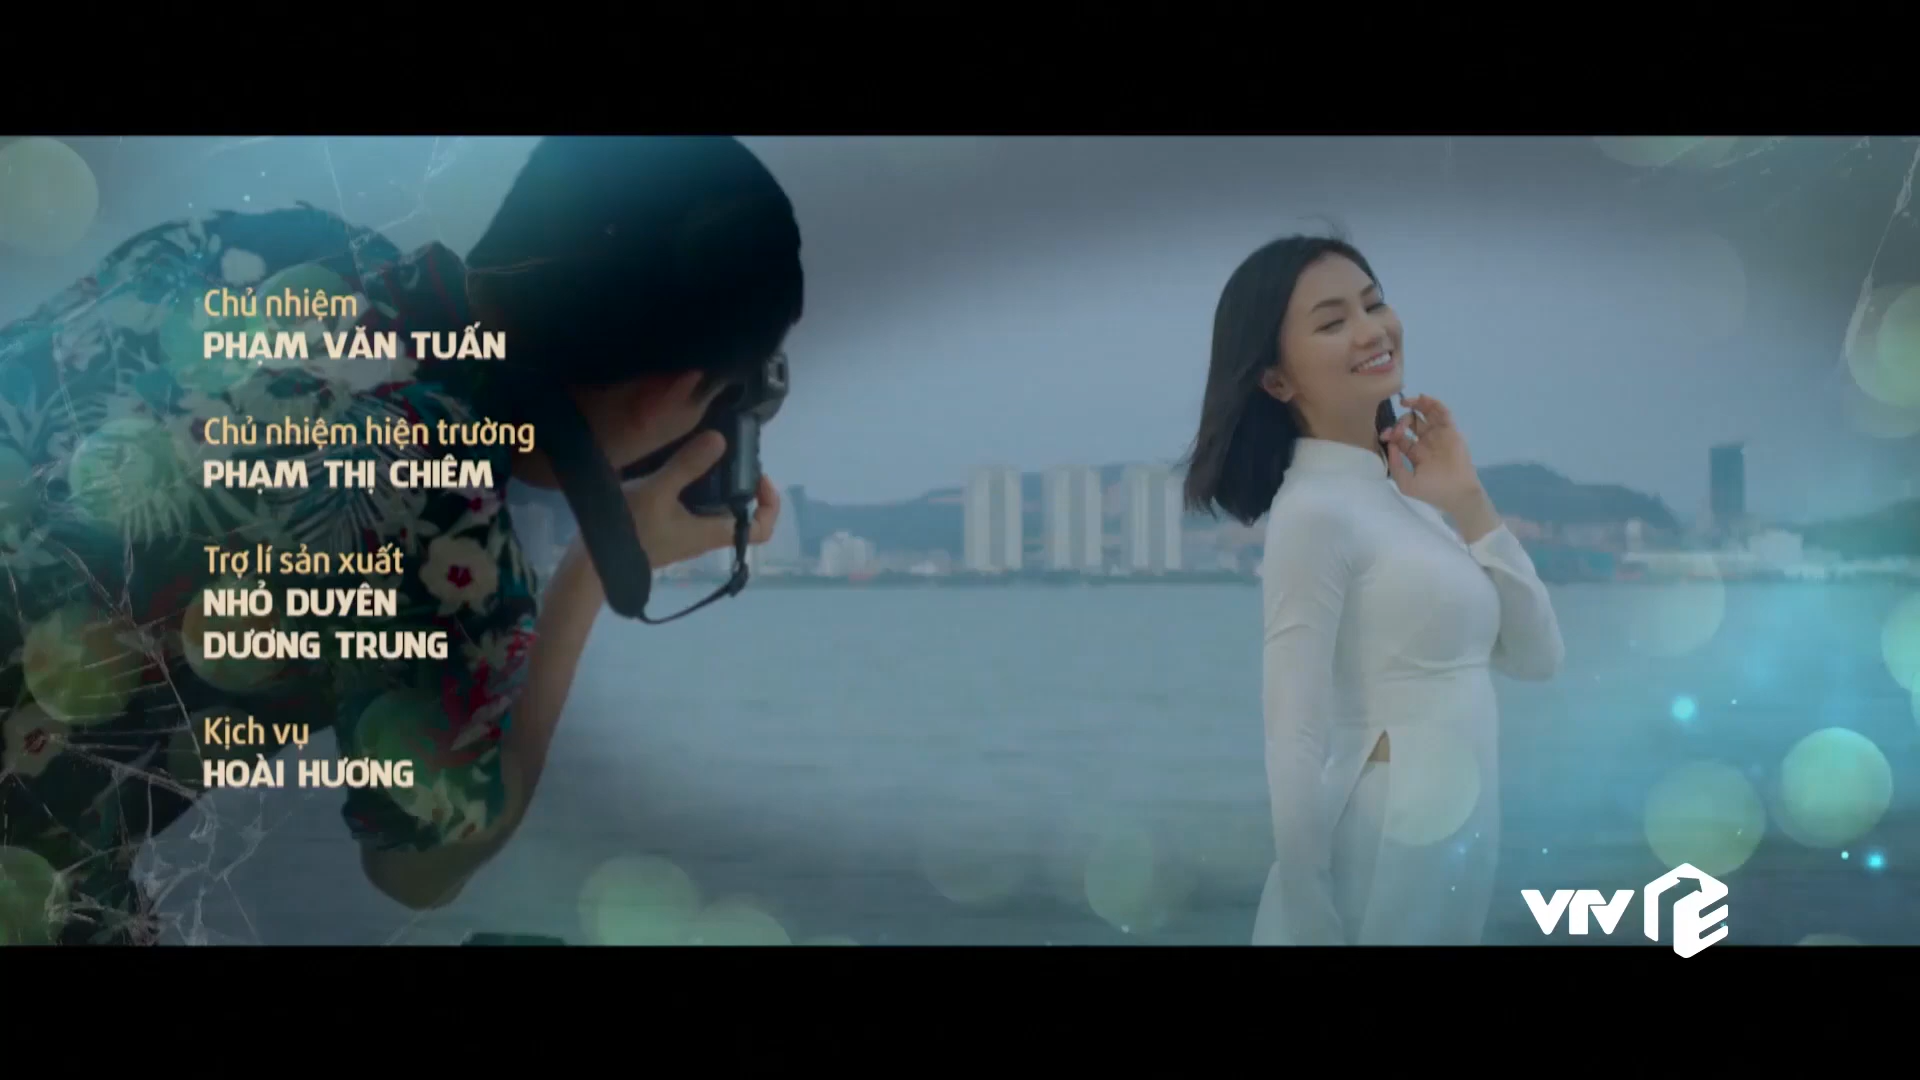 Chủ nhiệm
PHẠM VĂN TUẤN
Chủ nhiệm hiện trường
PHẠM THỊ CHIÊM
Trợ lí sản xuất
NHỎ DUYÊN
DƯƠNG TRUNG
Kịch vụ
HOÀI HƯƠNG
VTV